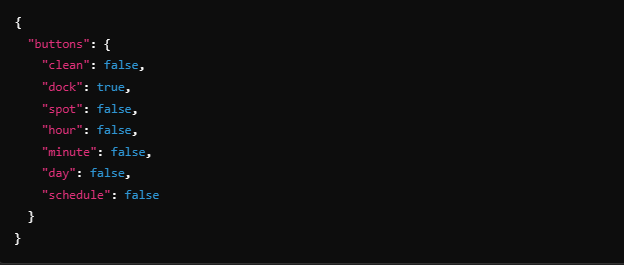 {
  "buttons": {
    "clean": false,
    "dock": true,
    "spot": false,
    "hour": false,
    "minute": false,
    "day": false,
    "schedule": false
  }
}